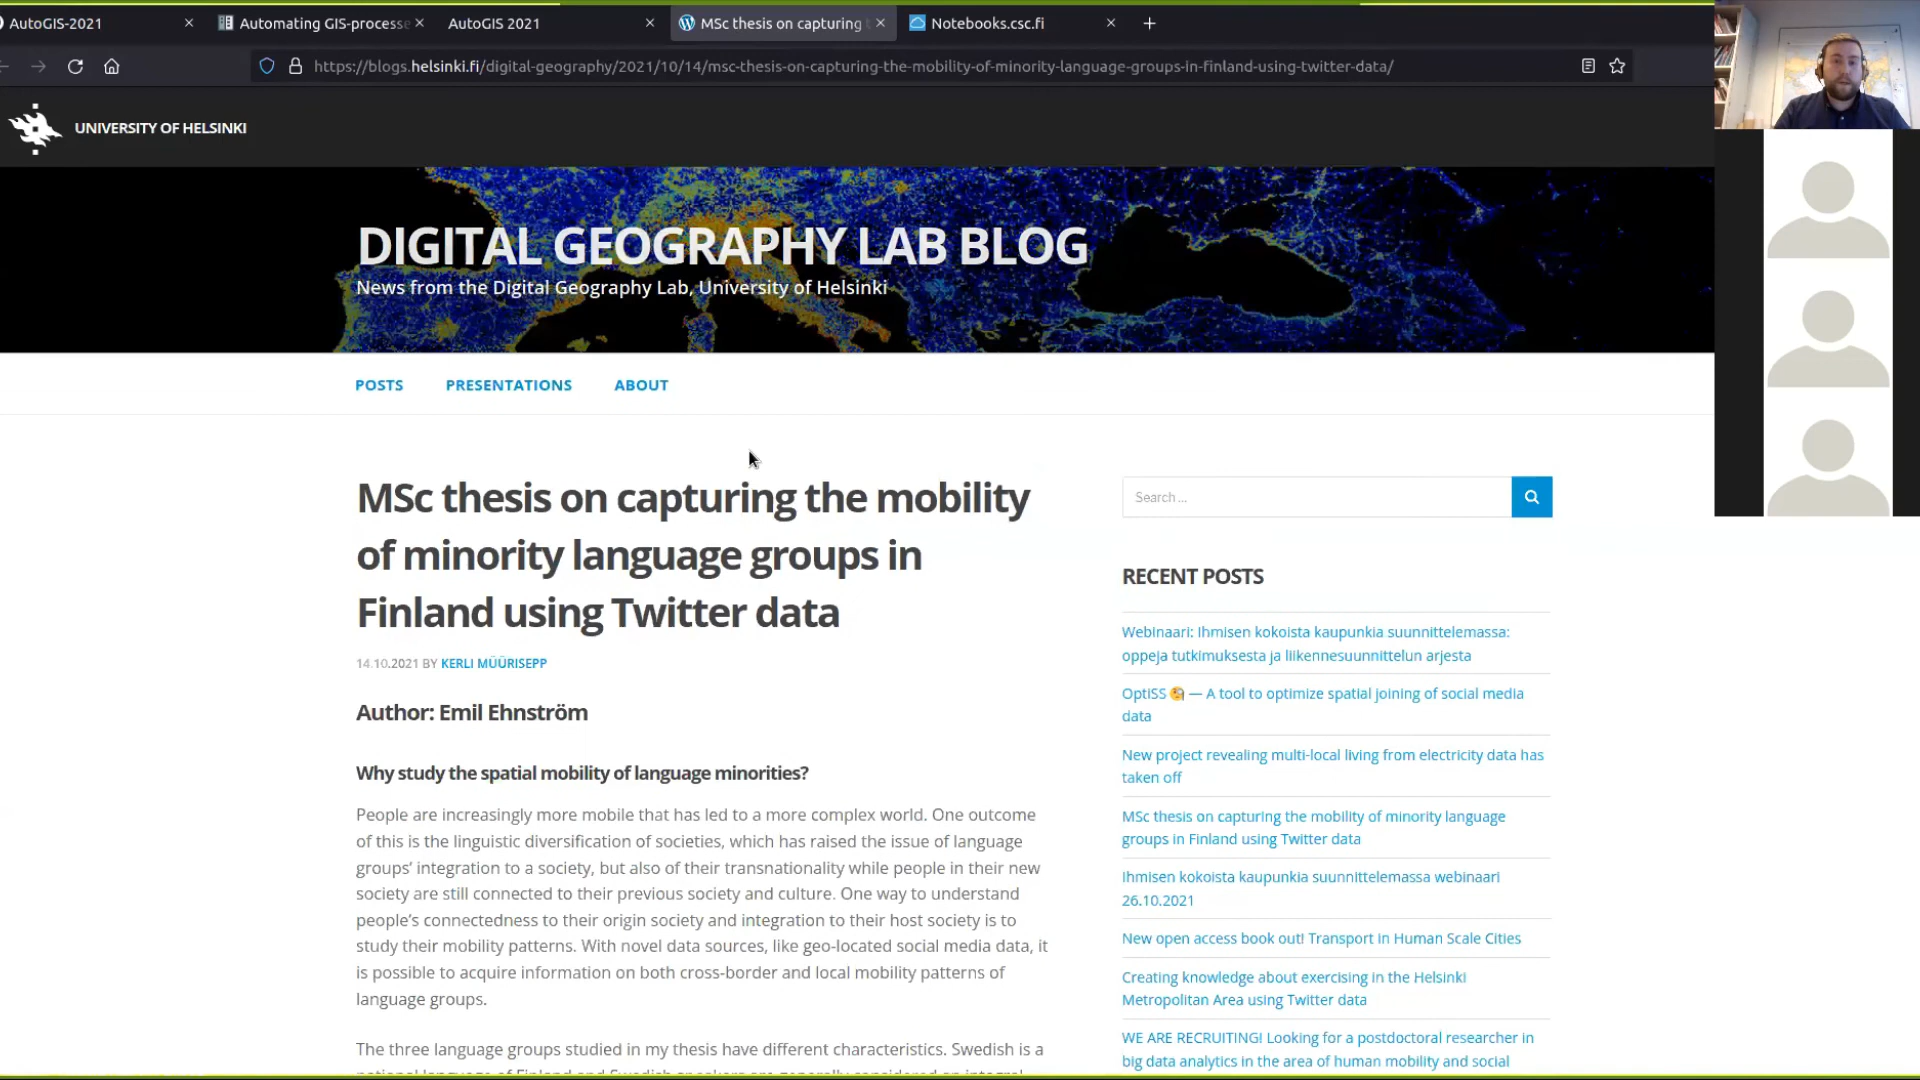 AutoGIS-2021
Automating GIS-processe
AutoGIS 2021
MSc thesis on capturing
Notebooks.csc.fi
https://blogs.helsinki.fi/digital-geography/2021/10/14/msc-thesis-on-capturing-the-mobility-of-minority-language-groups-in-finland-using-twitter-data/
UNIVERSITY OF HELSINKI
DIGITAL GEOGRAPHY LAB BLOG
News from the Digital Geography Lab, University of Helsinki
POSTS
PRESENTATIONS
ABOUT
MSc thesis on capturing the mobility
of minority language groups in
Finland using Twitter data
14.10.2021 BY KERLI MÜÜRISEPP
Author: Emil Ehnström
Why study the spatial mobility of language minorities?
People are increasingly more mobile that has led to a more complex world. One outcome
of this is the linguistic diversification of societies, which has raised the issue of language
groups’ integration to a society, but also of their transnationality while people in their new
society are still connected to their previous society and culture. One way to understand
people’s connectedness to their origin society and integration to their host society is to
study their mobility patterns. With novel data sources, like geo-located social media data, it
is possible to acquire information on both cross-border and local mobility patterns of
language groups.
The three language groups studied in my thesis have different characteristics. Swedish is a
Search ...
RECENT POSTS
Webinaari: Ihmisen kokoista kaupunkia suunnittelemassa:
oppeja tutkimuksesta ja liikennesuunnittelun arjesta
OptiSS 🧐 — A tool to optimize spatial joining of social media
data
New project revealing multi-local living from electricity data has
taken off
MSc thesis on capturing the mobility of minority language
groups in Finland using Twitter data
Ihmisen kokoista kaupunkia suunnittelemassa webinaari
26.10.2021
New open access book out! Transport in Human Scale Cities
Creating knowledge about exercising in the Helsinki
Metropolitan Area using Twitter data
WE ARE RECRUITING! Looking for a postdoctoral researcher in
big data analytics in the area of human mobility and social